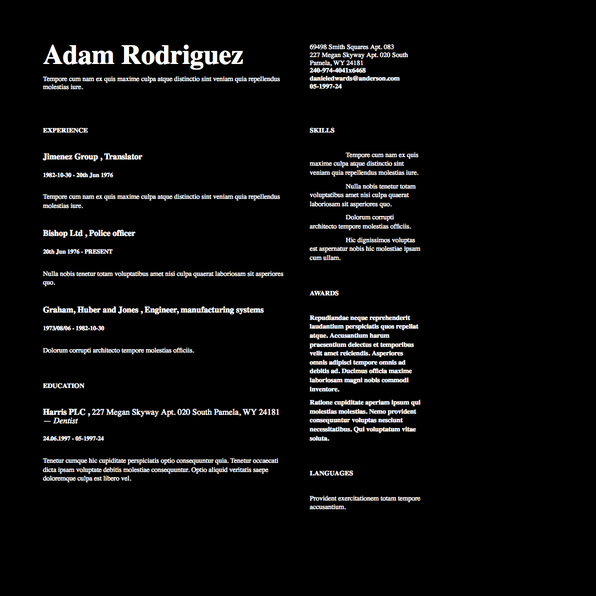 Adam Rodriguez
Tempore cum nam ex quis maxime culpa atque distinctio sint veniam quia repellendus
molestias iure.
69498 Smith Squares Apt. 083
227 Megan Skyway Apt. 020 South
Pamela, WY 24181
240-974-4041x6468
danieledwards@anderson.com
05-1997-24
EXPERIENCE
Jimenez Group , Translator
1982-10-30 - 20th Jun 1976
Tempore cum nam ex quis maxime culpa atque distinctio sint veniam quia repellendus
molestias iure.
Bishop Ltd , Police officer
20th Jun 1976 - PRESENT
Nulla nobis tenetur totam voluptatibus amet nisi culpa quaerat laboriosam sit asperiores
quo.
Graham, Huber and Jones , Engineer, manufacturing systems
1973/08/06 - 1982-10-30
Dolorum corrupti architecto tempore molestias officiis.
EDUCATION
Harris PLC , 227 Megan Skyway Apt. 020 South Pamela, WY 24181
— Dentist
24.06.1997 - 05-1997-24
Tenetur cumque hic cupiditate perspiciatis optio consequuntur quia. Tenetur occaecati
dicta ipsam voluptate debitis molestiae consequuntur. Optio aliquid veritatis saepe
doloremque culpa est libero vel.
SKILLS
Tempore cum nam ex quis
maxime culpa atque distinctio sint
veniam quia repellendus molestias iure.
Nulla nobis tenetur totam
voluptatibus amet nisi culpa quaerat
laboriosam sit asperiores quo.
Dolorum corrupti
architecto tempore molestias officiis.
Hic dignissimos voluptas
est aspernatur nobis hic molestiae ipsam
cum ullam.
AWARDS
Repudiandae neque reprehenderit
laudantium perspiciatis quos repellat
atque. Accusantium harum
praesentium delectus et temporibus
velit amet reiciendis. Asperiores
omnis adipisci tempore omnis ad
debitis ad. Ducimus officia maxime
laboriosam magni nobis commodi
inventore.
Ratione cupiditate aperiam ipsum qui
molestias molestias. Nemo provident
consequuntur voluptas nesciunt
necessitatibus. Qui voluptatum vitae
soluta.
LANGUAGES
Provident exercitationem totam tempore
accusantium.